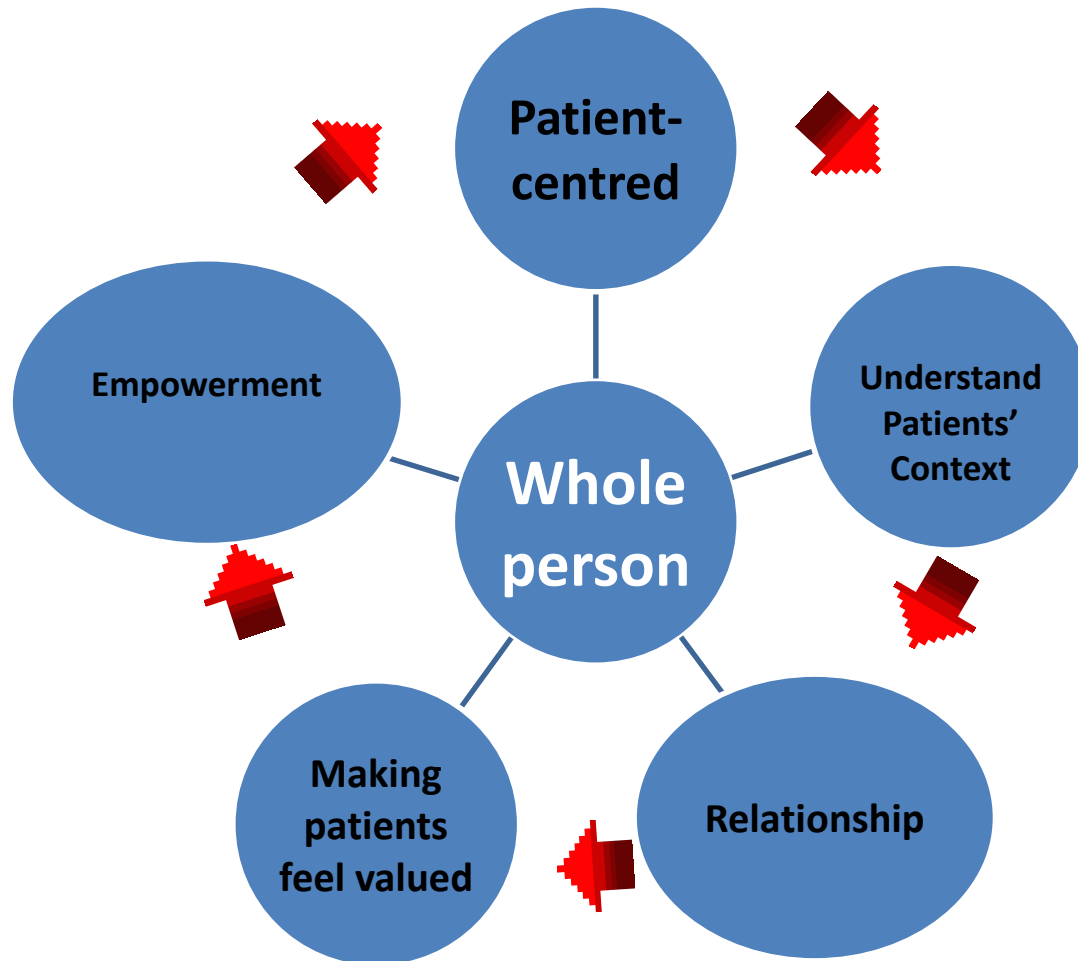 Patient-
centred
Understand
Patients’
Context
Relationship
Making
patients
feel valued
Empowerment
Whole
person